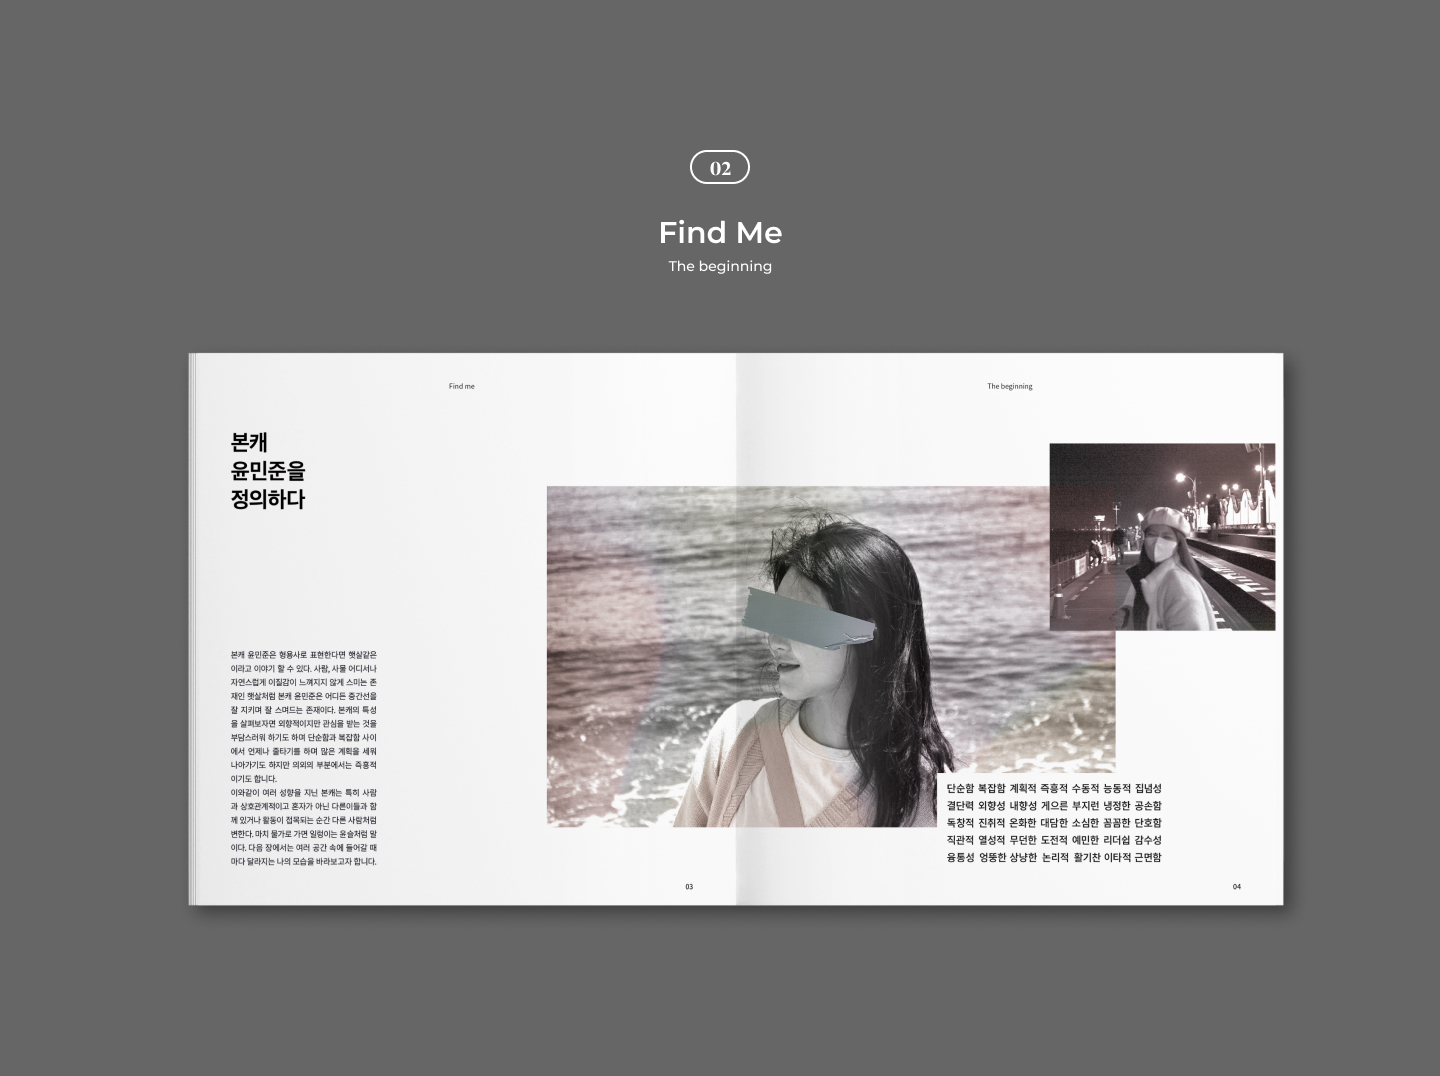 02
Find Me
The beginning
Find me
The beginning
본캐
윤민준을
정의하다
본캐 윤민준은 형용사로 표현한다면 햇살같은
이라고 이야기 할 수 있다. 사람, 사물 어디서나
자연스럽게 이질감이 느껴지지 않게 스미는 존
재인 햇살처럼 본캐 윤민준은 어디든 중간선을
잘 지키며 잘 스며드는 존재이다. 본캐의 특성
을 살펴보자면 외향적이지만 관심을 받는 것을
부담스러워 하기도 하며 단순함과 복잡함 사이
에서 언제나 줄타기를 하며 많은 계획을 세워
나아가기도 하지만 의외의 부분에서는 즉흥적
이기도 합니다.
이와같이 여러 성향을 지닌 본캐는 특히 사람
과 상호관계적이고 혼자가 아닌 다른이들과 함
께 있거나 활동이 접목되는 순간 다른 사람처럼
변한다. 마치 물가로 가면 일렁이는 윤슬처럼 말
이다. 다음 장에서는 여러 공간 속에 들어갈 때
마다 달라지는 나의 모습을 바라보고자 합니다.
단순함 복잡함 계획적 즉흥적 수동적 능동적 집념성
결단력 외향성 내향성 게으른 부지런 냉정한 공손함
독창적 진취적 온화한 대담한 소심한 꼼꼼한 단호함
직관적 열성적 무던한 도전적 예민한 리더쉽 감수성
융통성 엉뚱한 상냥한 논리적 활기찬 이타적 근면함
03
04